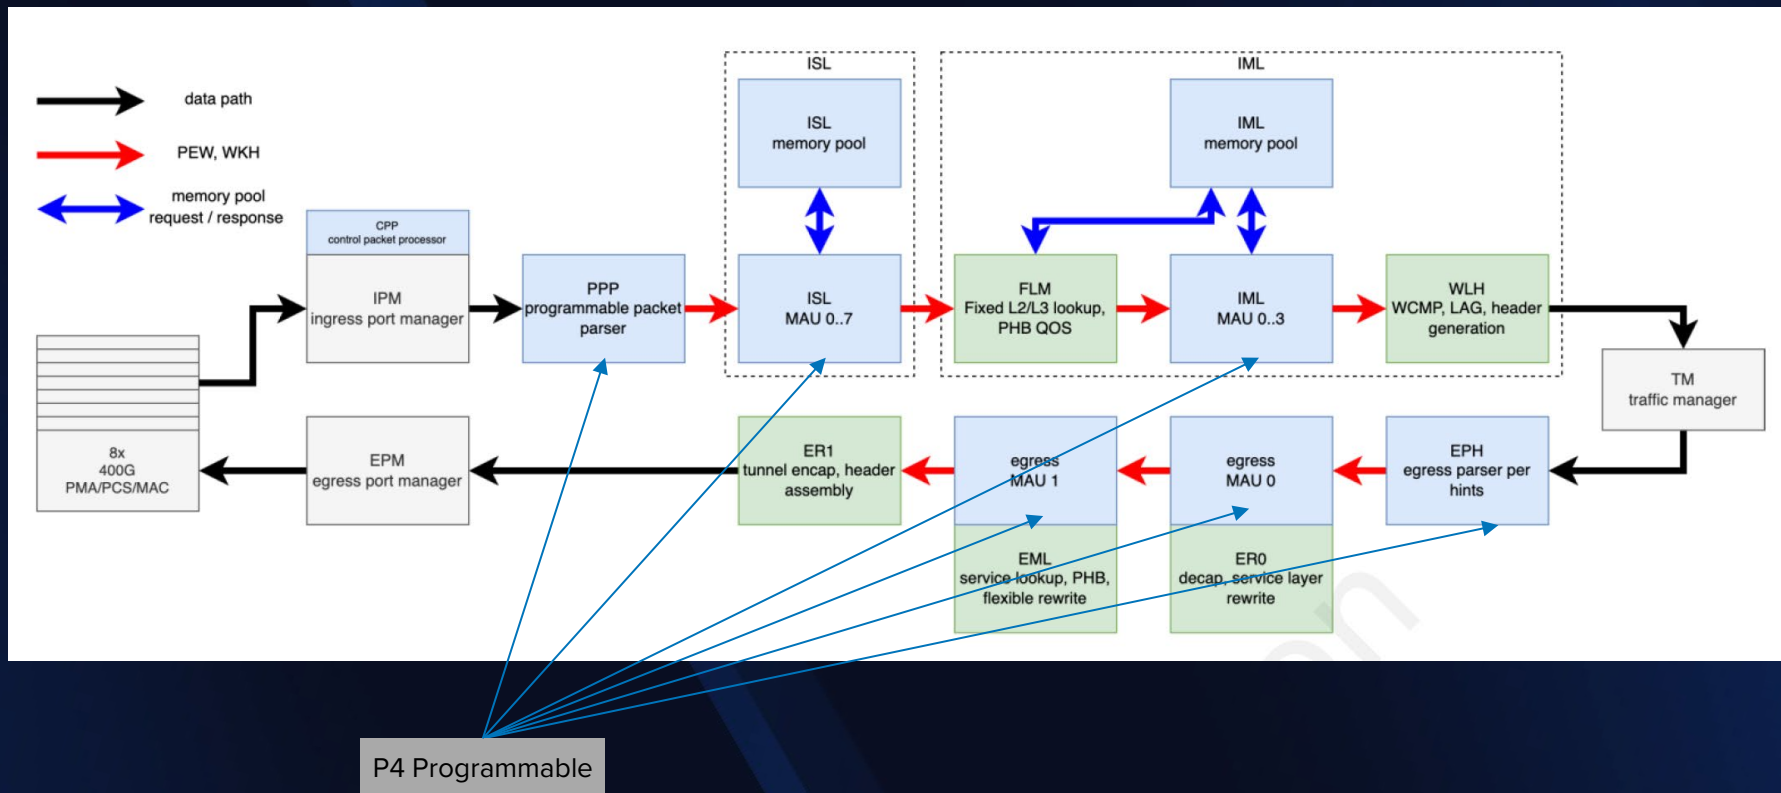 data path
PEW, WKH
memory pool
request / response
ISL
ISL
memory pool
IML
IML
memory pool
CPP
control packet processor
IPM
ingress port manager
PPP
programmable packet
parser
ISL
MAU 0..7
FLM
Fixed L2/L3 lookup,
PHB QOS
IML
MAU 0..3
WLH
WCMP, LAG, header
generation
TM
traffic manager
8x
400G
PMA/PCS/MAC
EPM
egress port manager
ER1
tunnel encap, header
assembly
egress
MAU 1
egress
MAU 0
EPH
egress parser per
hints
EML
service lookup, PHB,
flexible rewrite
ER0
decap, service layer
rewrite
P4 Programmable